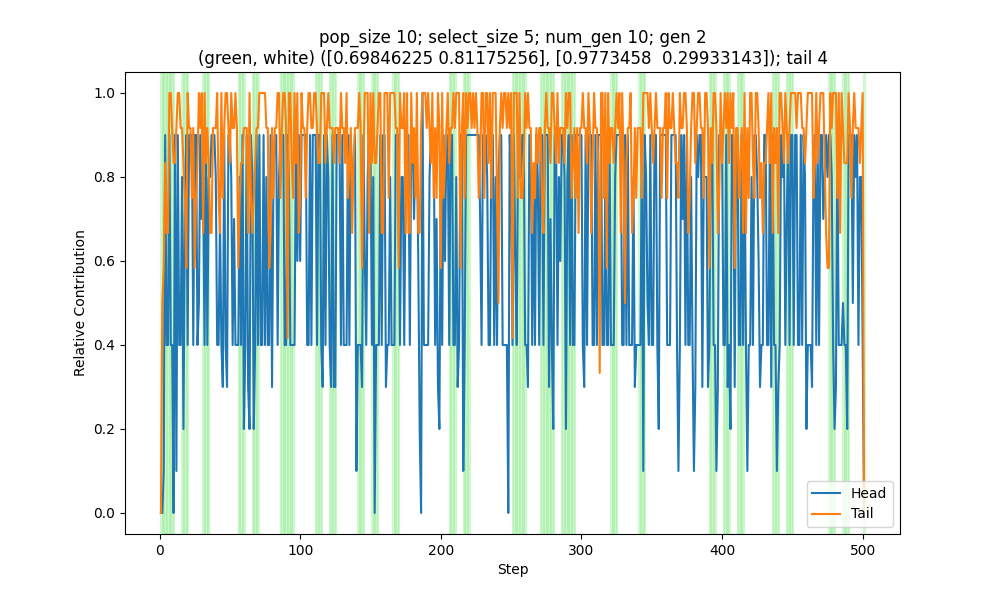 pop_size 10; select_size 5; num_gen 10; gen 2
(green, white) ([0.69846225 0.81175256], [0.9773458  0.29933143]); tail 4
1.0
0.8
0.6
0.4
0.2
0.0
Relative Contribution
0
100
200
300
400
500
Step
Head
Tail